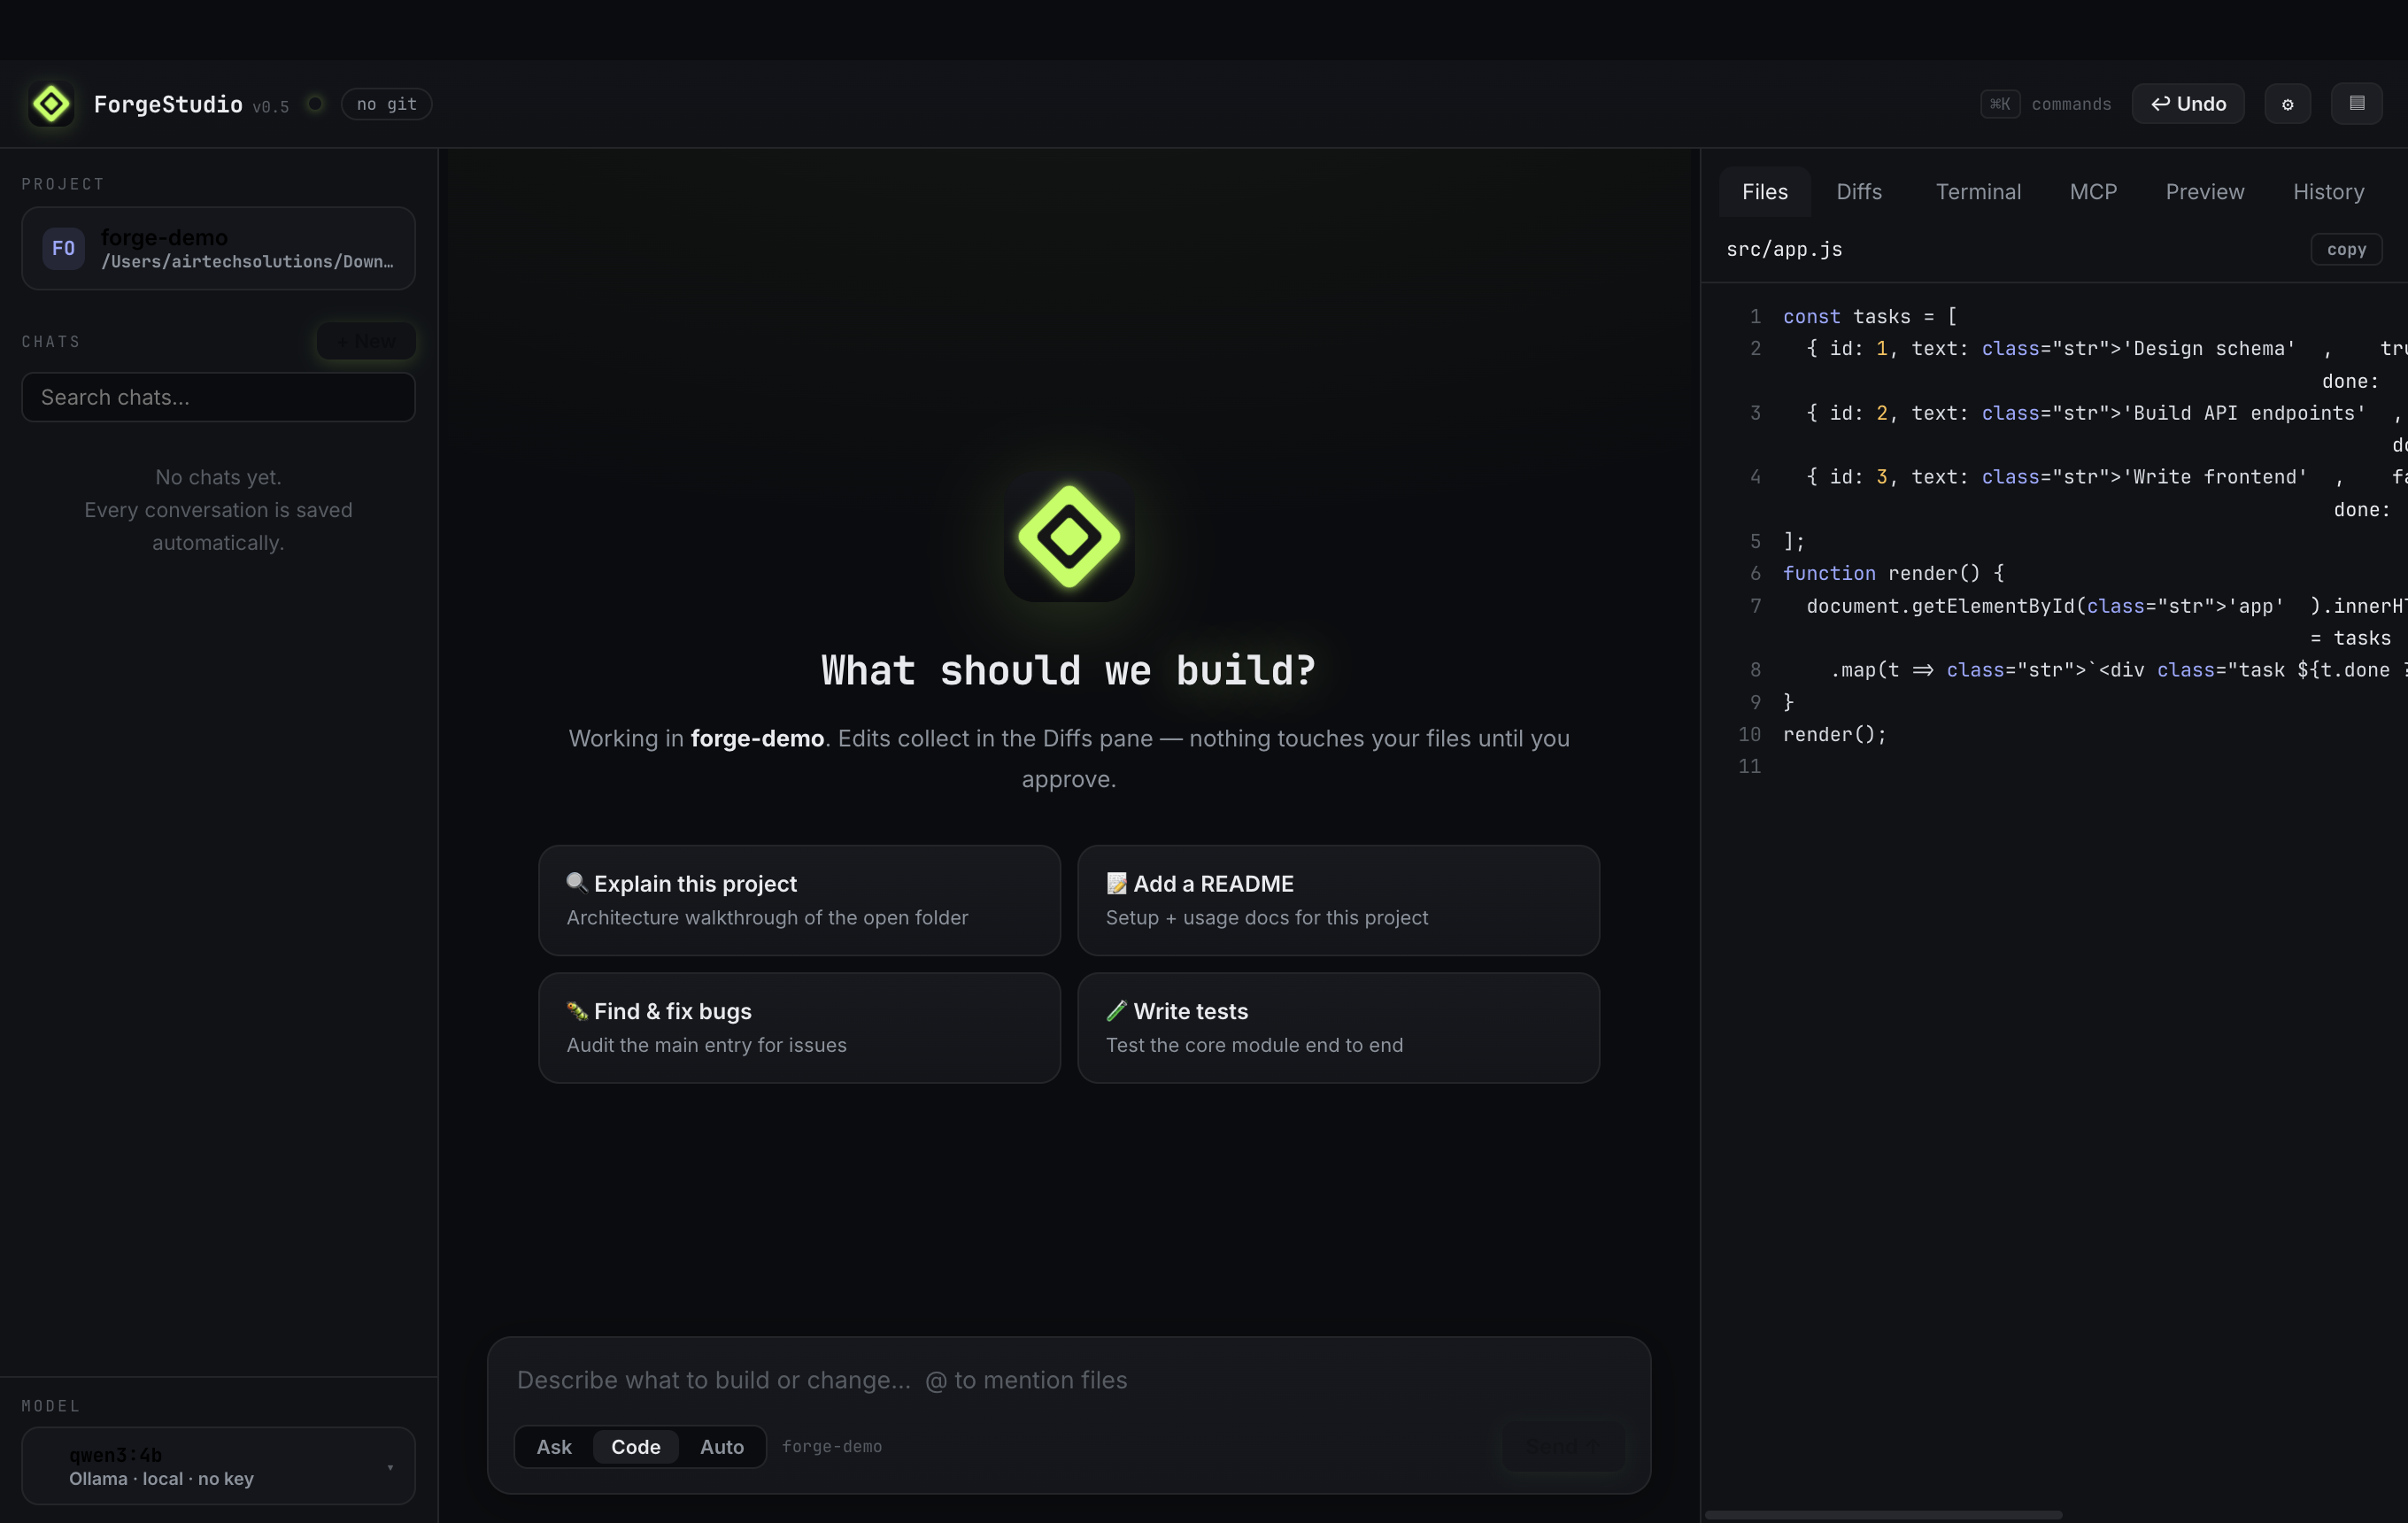 ForgeStudio v0.5 no git ⌘K commands ↩ Undo
PROJECT
FO forge-demo
/Users/airtechsolutions/Down…
CHATS + New
Search chats...
No chats yet.
Every conversation is saved
automatically.
MODEL
qwen3:4b
Ollama · local · no key
What should we build?
Working in forge-demo. Edits collect in the Diffs pane — nothing touches your files until you
approve.
🔍 Explain this project
Architecture walkthrough of the open folder
📝 Add a README
Setup + usage docs for this project
🐛 Find & fix bugs
Audit the main entry for issues
🧪 Write tests
Test the core module end to end
Describe what to build or change... @ to mention files
Ask Code Auto forge-demo Send ↑
Files Diffs Terminal MCP Preview History
src/app.js copy
1 const tasks = [
2 { id: 1, text: class="str">'Design schema' , tru
done:
3 { id: 2, text: class="str">'Build API endpoints' ,
do
4 { id: 3, text: class="str">'Write frontend' , fa
done:
5 ];
6 function render() {
7 document.getElementById(class="str">'app' ).innerHT
= tasks
8 .map(t => class="str">`<div class="task ${t.done ?
9 }
10 render();
11